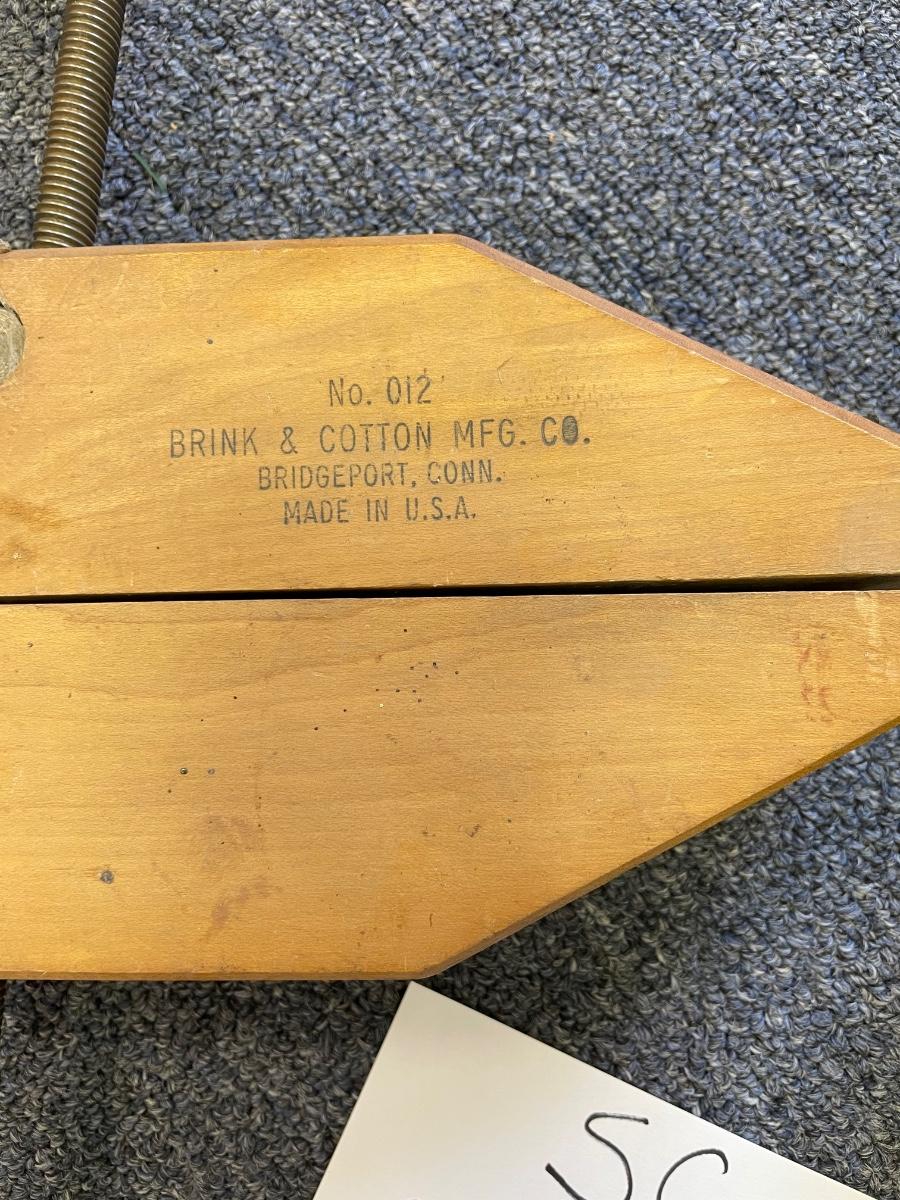 No. 012
BRINK & COTTON MFG. CO.
BRIDGEPORT, CONN.
MADE IN U.S.A.